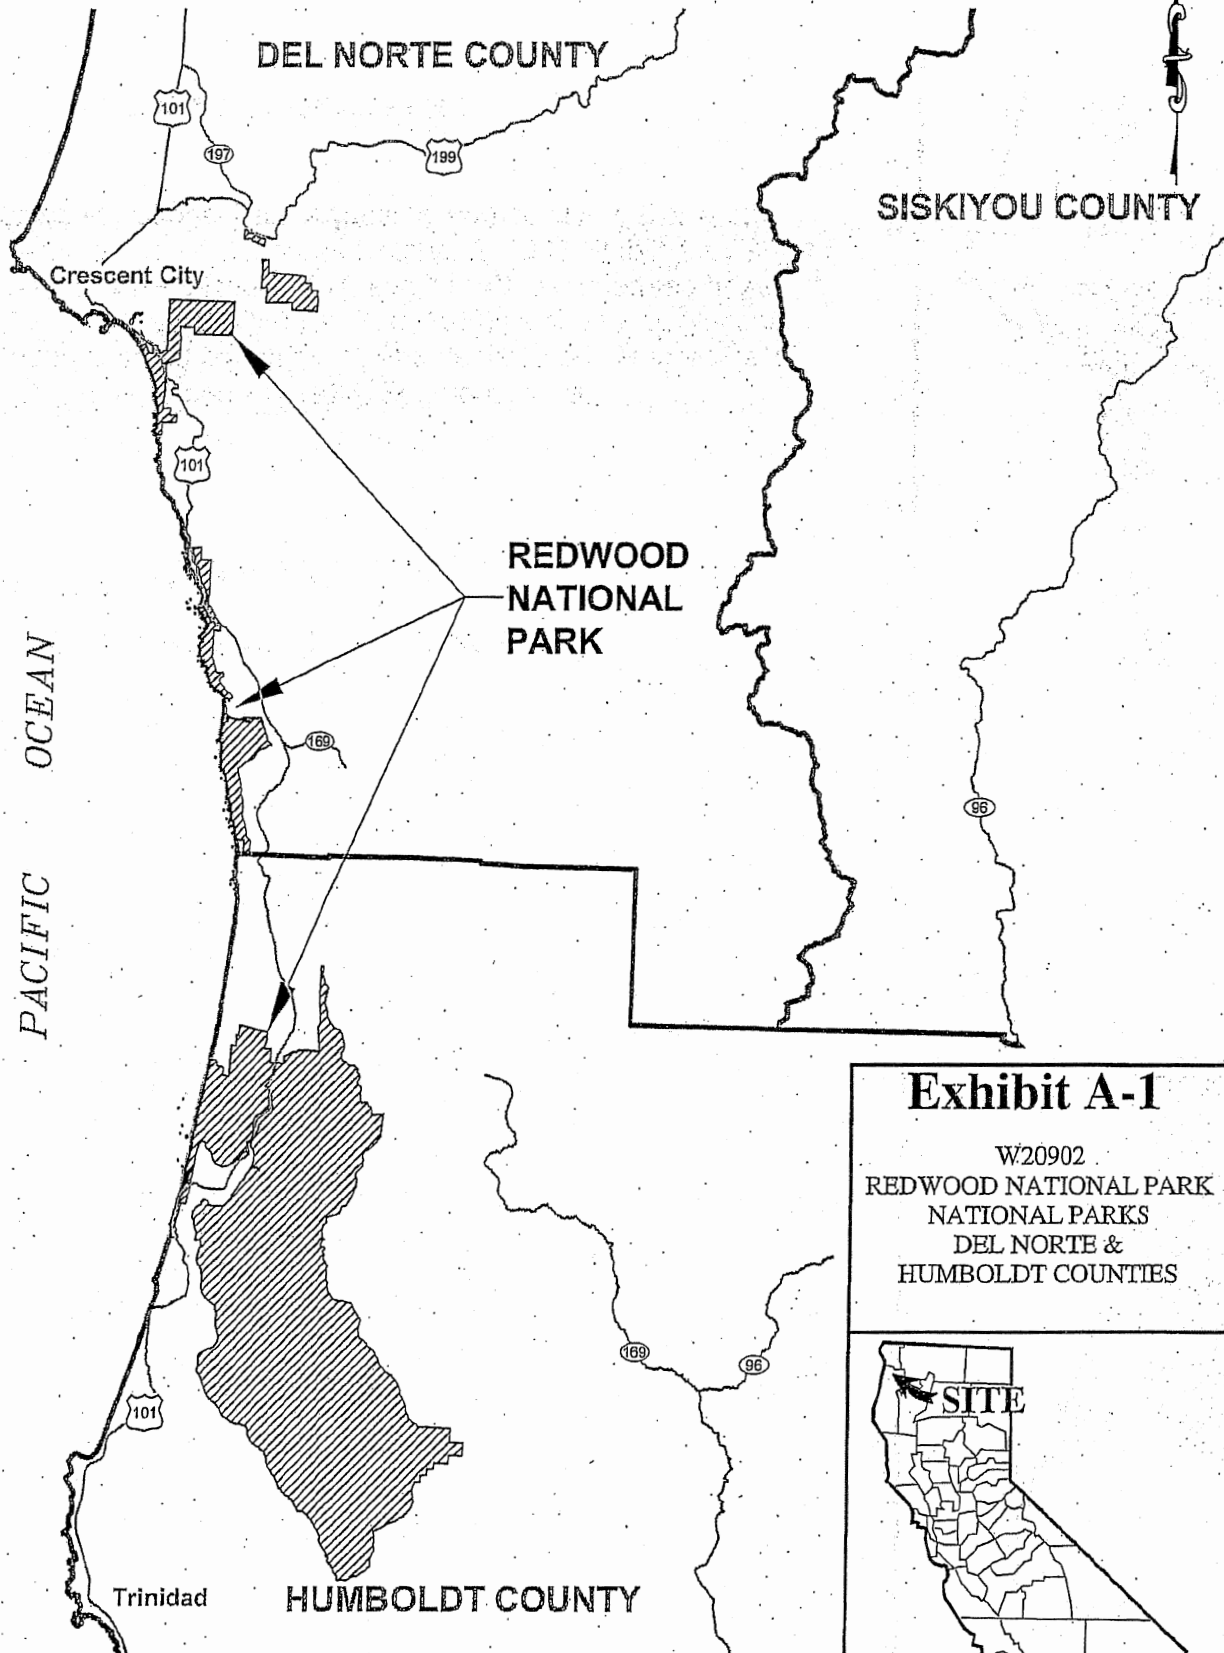 DEL NORTE COUNTY
101
197
199
SISKIYOU COUNTY
Crescent City
101
REDWOOD
NATIONAL
PARK
PACIFIC OCEAN
169
96
Exhibit A-1
W20902
REDWOOD NATIONAL PARK
NATIONAL PARKS
DEL NORTE &
HUMBOLDT COUNTIES
169
96
SITE
101
Trinidad
HUMBOLDT COUNTY